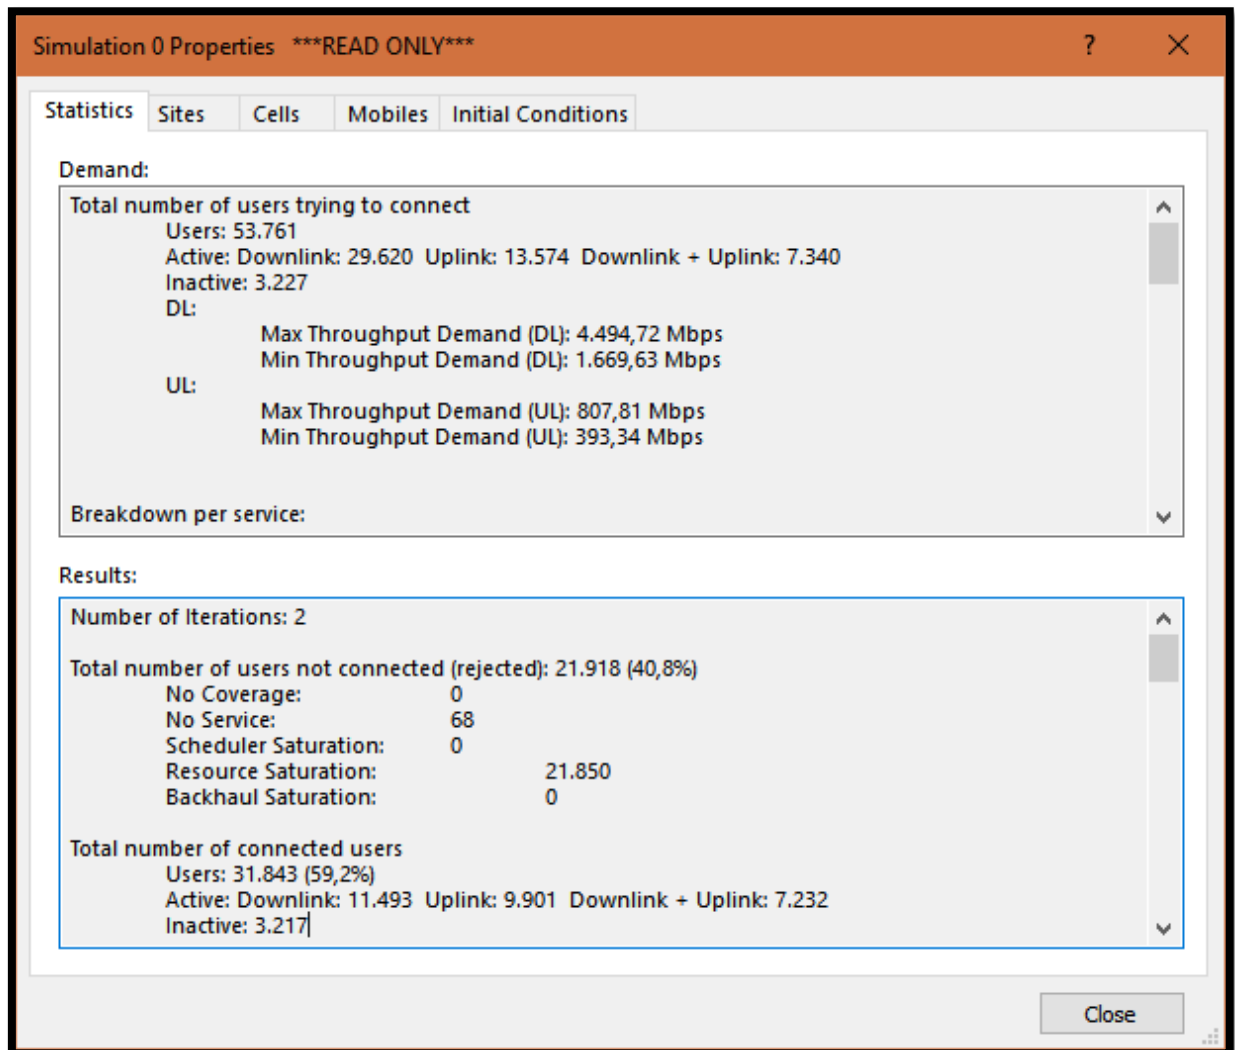 Simulation 0 Properties ***READ ONLY***
?
Statistics Sites Cells Mobiles Initial Conditions
Demand:
Total number of users trying to connect
Users: 53.761
Active: Downlink: 29.620 Uplink: 13.574 Downlink + Uplink: 7.340
Inactive: 3.227
DL:
Max Throughput Demand (DL): 4.494,72 Mbps
Min Throughput Demand (DL): 1.669,63 Mbps
UL:
Max Throughput Demand (UL): 807,81 Mbps
Min Throughput Demand (UL): 393,34 Mbps
Breakdown per service:
Results:
Number of Iterations: 2
Total number of users not connected (rejected): 21.918 (40,8%)
No Coverage: 0
No Service: 68
Scheduler Saturation: 0
Resource Saturation: 21.850
Backhaul Saturation: 0
Total number of connected users
Users: 31.843 (59,2%)
Active: Downlink: 11.493 Uplink: 9.901 Downlink + Uplink: 7.232
Inactive: 3.217
Close